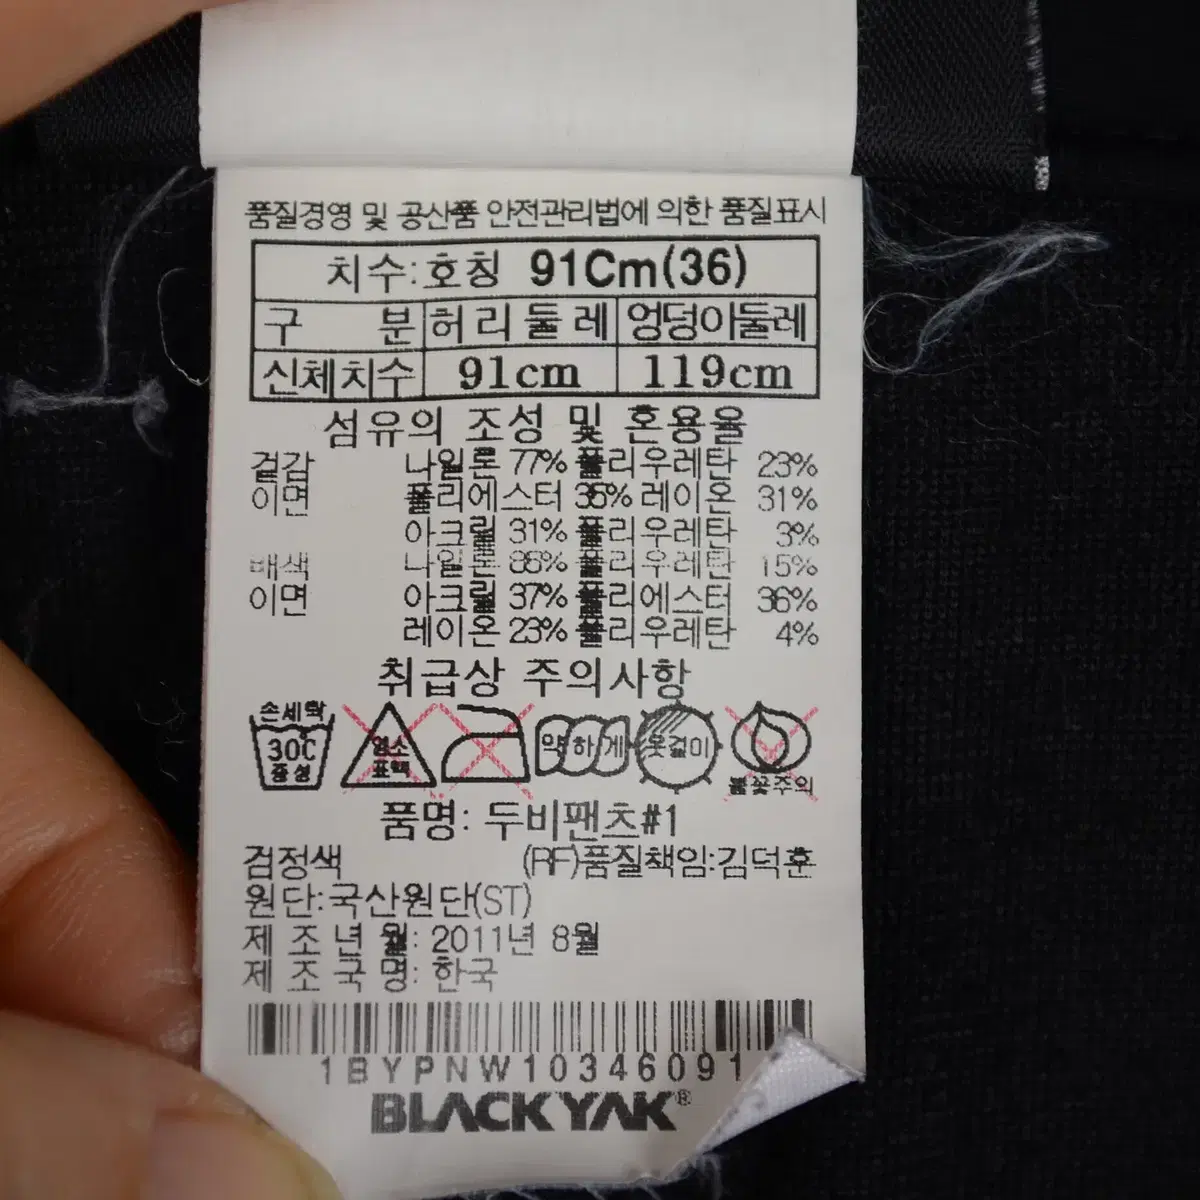 품질경영 및 공산품 안전관리법에 의한 품질표시
치수:호칭 91Cm(36)
구 분 허리둘레 엉덩이둘레
신체치수 91cm 119cm
섬유의 조성 및 혼용율
겉감 나일론 77% 폴리우레탄 23%
이면 폴리에스터 35% 레이온 31%
아크릴 31% 폴리우레탄 3%
배색 나일론 85% 폴리우레탄 15%
이면 아크릴 37% 폴리에스터 36%
레이온 23% 폴리우레탄 4%
취급상 주의사항
손세탁
30℃
중성
염소
표백
약하게
옷걸이
불꽃주의
품명: 두비팬츠#1
검정색 (RF)품질책임:김덕훈
원단:국산원단(ST)
제 조 년 월: 2011년 8월
제 조 국 명: 한국
1BYPNW10346091
BLACKYAK®